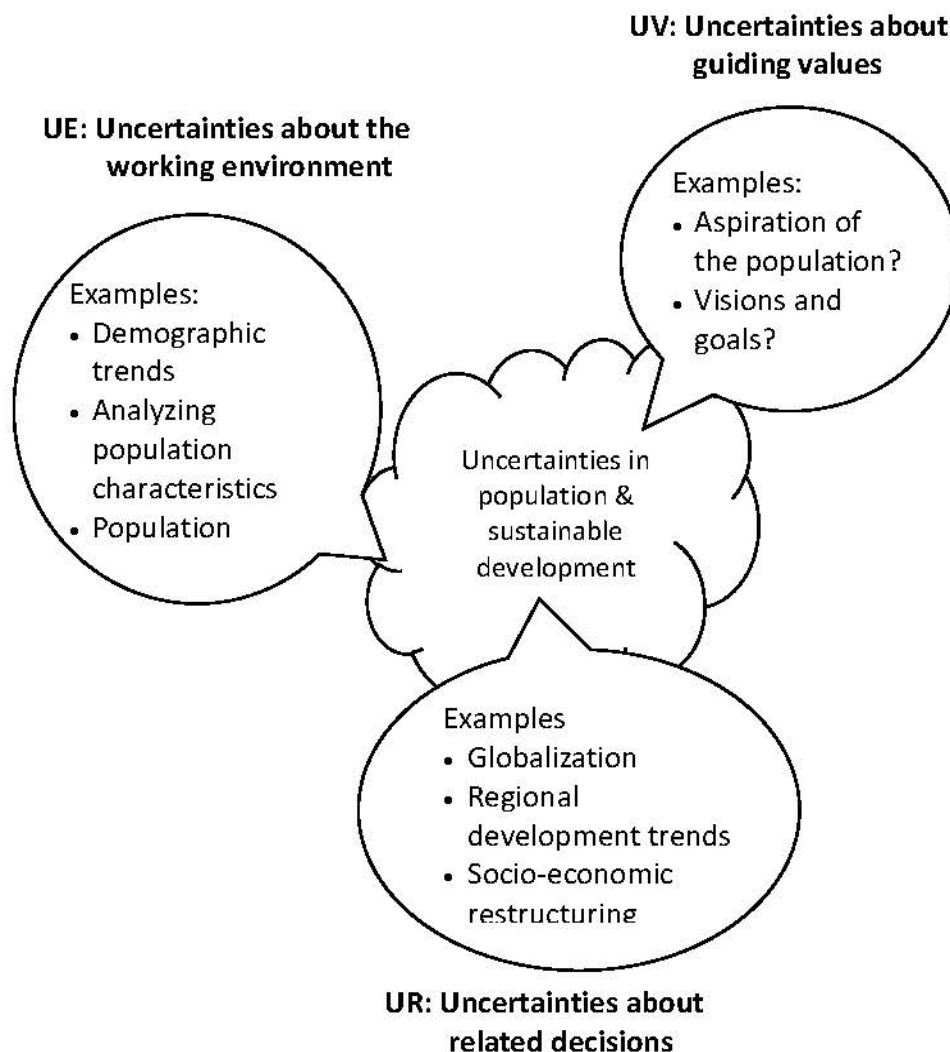 UV: Uncertainties about
guiding values
UE: Uncertainties about the
working environment
Examples:
• Aspiration of
the population?
• Visions and
goals?
Examples:
• Demographic
trends
• Analyzing
population
characteristics
• Population
Uncertainties in
population &
sustainable
development
Examples
• Globalization
• Regional
development trends
• Socio-economic
restructuring
UR: Uncertainties about
related decisions